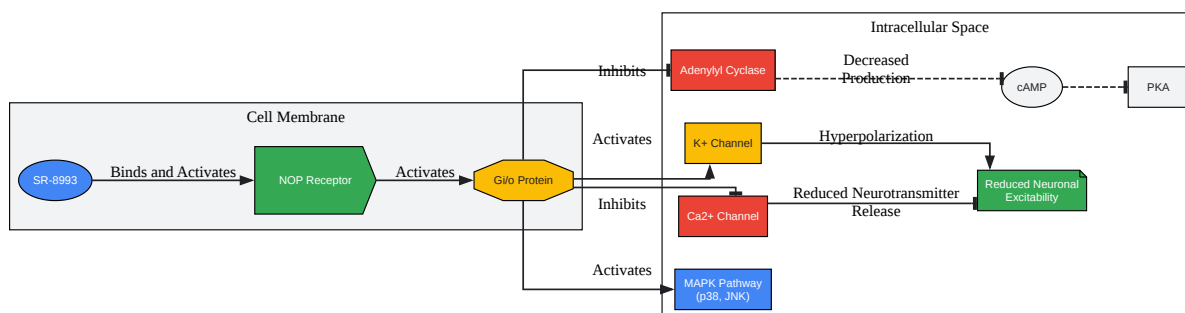 Intracellular Space
Decreased
Production
Inhibits
Adenylyl Cyclase
cAMP
PKA
Cell Membrane
Activates
K+ Channel
Hyperpolarization
SR-8993
Binds and Activates
NOP Receptor
Activates
Gi/o Protein
Reduced Neuronal
Excitability
Inhibits
Ca2+ Channel
Reduced Neurotransmitter
Release
Activates
MAPK Pathway
(p38, JNK)